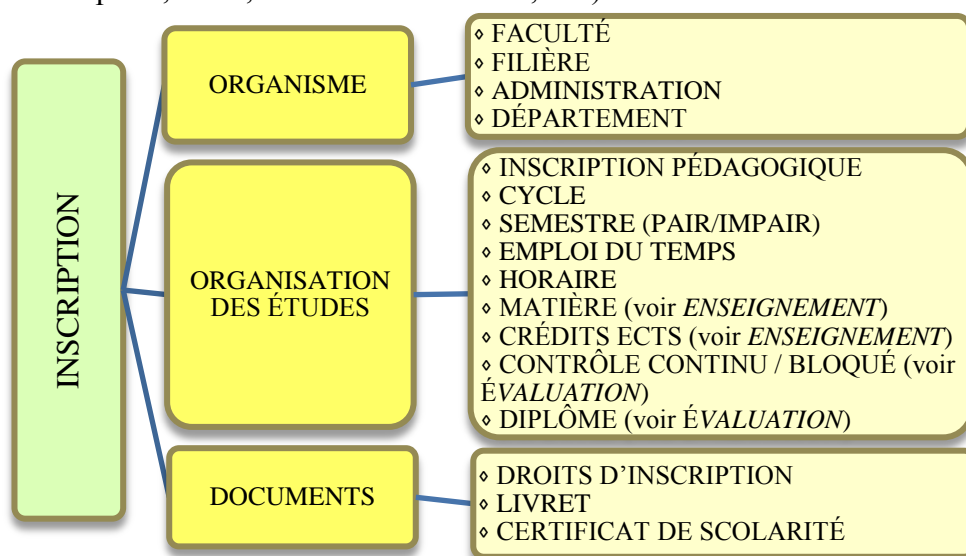 INSCRIPTION
ORGANISME
◊ FACULTÉ
◊ FILIÈRE
◊ ADMINISTRATION
◊ DÉPARTEMENT
ORGANISATION
DES ÉTUDES
◊ INSCRIPTION PÉDAGOGIQUE
◊ CYCLE
◊ SEMESTRE (PAIR/IMPAIR)
◊ EMPLOI DU TEMPS
◊ HORAIRE
◊ MATIÈRE (voir ENSEIGNEMENT)
◊ CRÉDITS ECTS (voir ENSEIGNEMENT)
◊ CONTRÔLE CONTINU / BLOQUÉ (voir
ÉVALUATION)
◊ DIPLÔME (voir ÉVALUATION)
DOCUMENTS
◊ DROITS D'INSCRIPTION
◊ LIVRET
◊ CERTIFICAT DE SCOLARITÉ